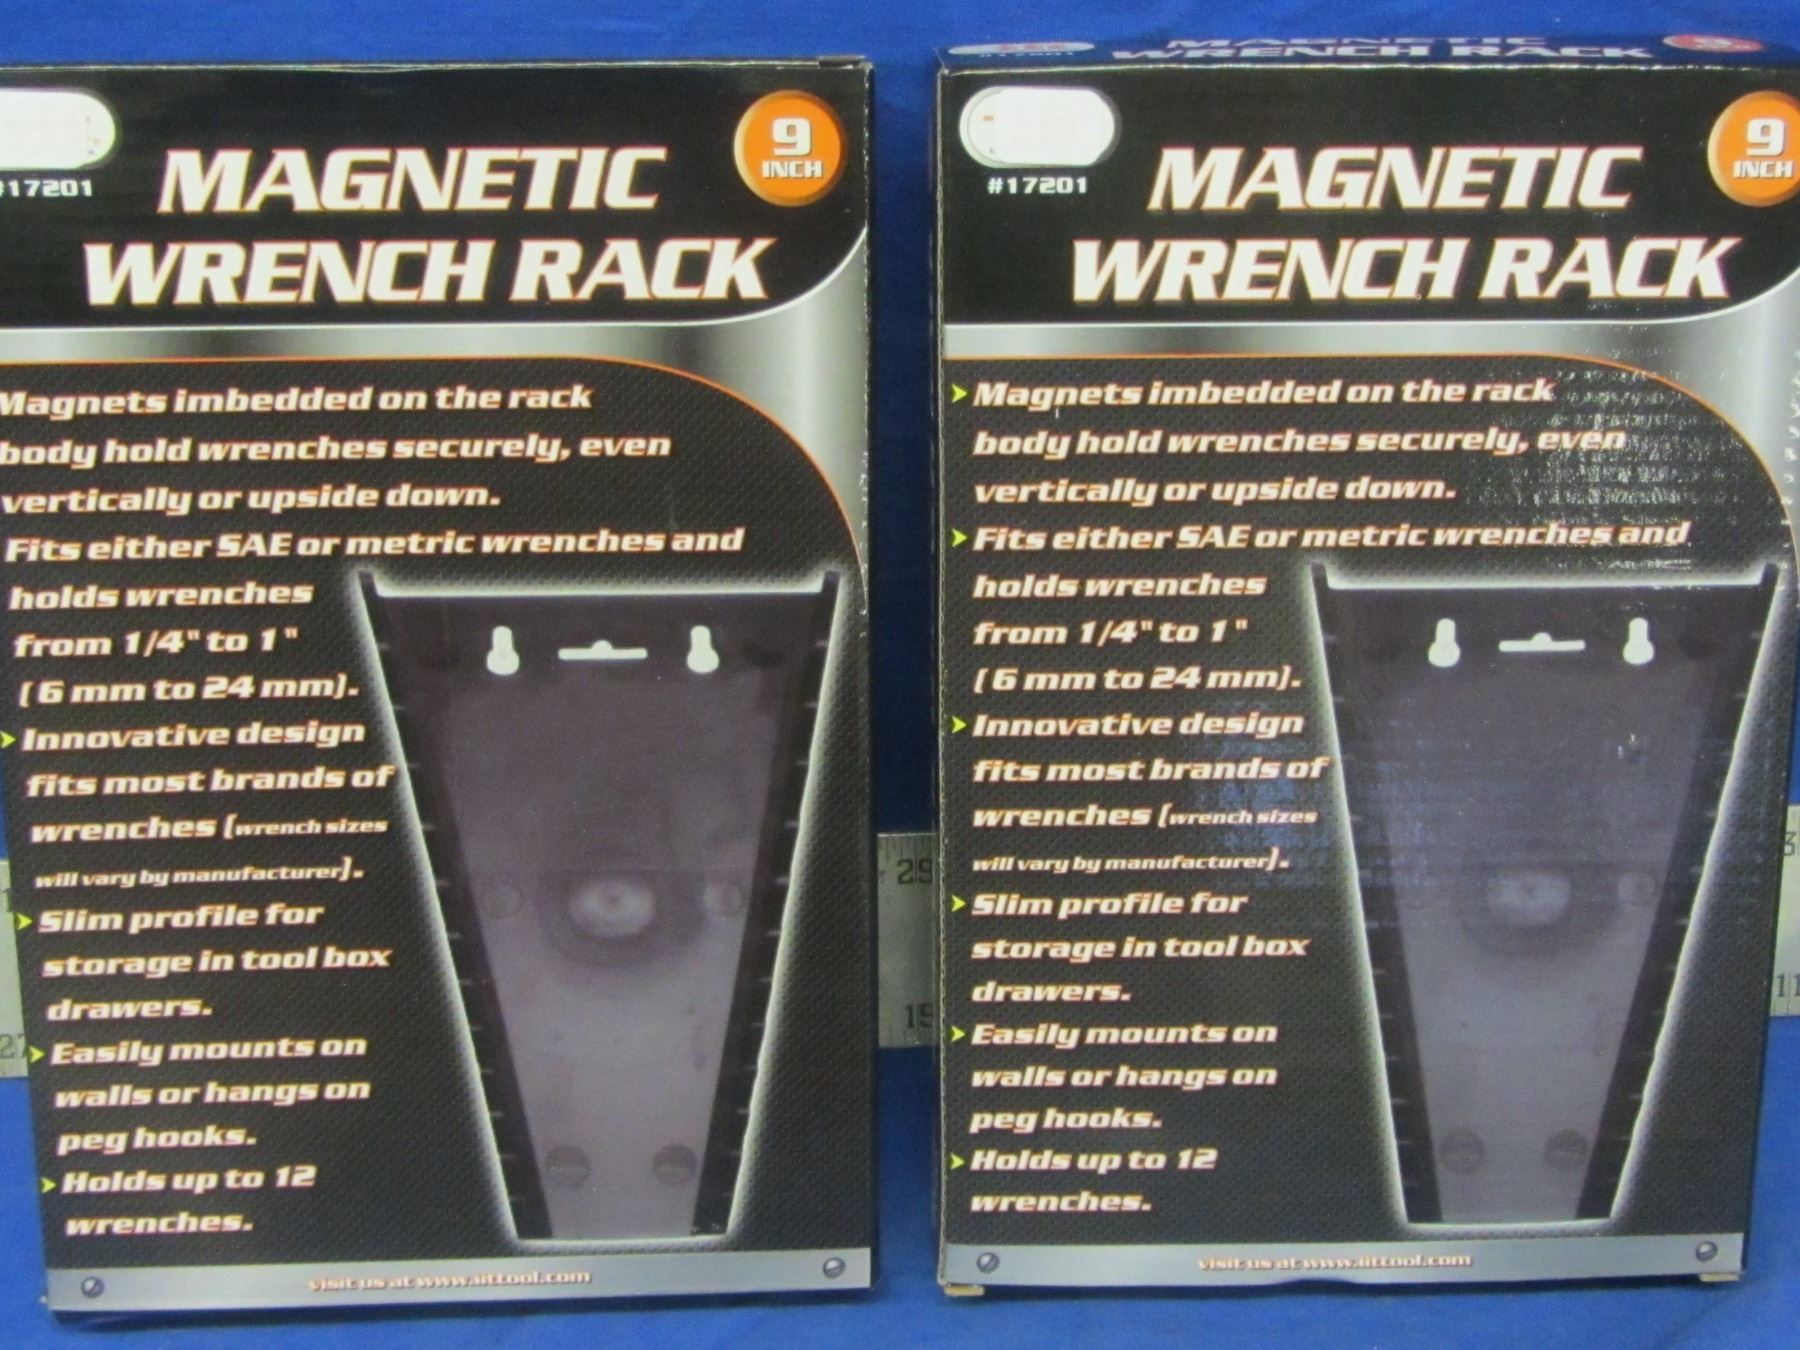 #17201
9
INCH
MAGNETIC
WRENCH RACK
Magnets imbedded on the rack
body hold wrenches securely, even
vertically or upside down.
Fits either SAE or metric wrenches and
holds wrenches
from 1/4" to 1"
(6 mm to 24 mm).
Innovative design
fits most brands of
wrenches (wrench sizes
will vary by manufacturer).
Slim profile for
storage in tool box
drawers.
Easily mounts on
walls or hangs on
peg hooks.
Holds up to 12
wrenches.
visit us at www.iittool.com
MAGNETIC
WRENCH RACK
#17201
9
INCH
MAGNETIC
WRENCH RACK
Magnets imbedded on the rack
body hold wrenches securely, even
vertically or upside down.
Fits either SAE or metric wrenches and
holds wrenches
from 1/4" to 1"
(6 mm to 24 mm).
Innovative design
fits most brands of
wrenches (wrench sizes
will vary by manufacturer).
Slim profile for
storage in tool box
drawers.
Easily mounts on
walls or hangs on
peg hooks.
Holds up to 12
wrenches.
visit us at www.iittool.com
27
29
15
11